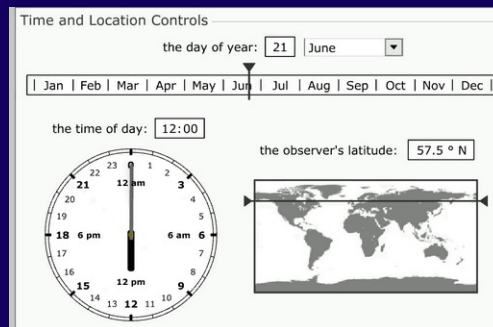 Time and Location Controls
the day of year: 21 June
| Jan | Feb | Mar | Apr | May | Jun | Jul | Aug | Sep | Oct | Nov | Dec |
the time of day: 12:00
the observer's latitude: 57.5 ° N
23 1
22 12 am 2
21 3
20 4
19 5
18 6 pm 6 am 6
17 7
16 8
15 12 pm 9
14 10
13 12 11